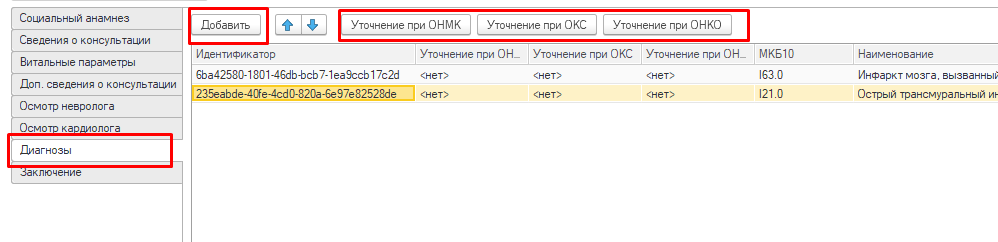 Социальный анамнез
Сведения о консультации
Витальные параметры
Доп. сведения о консультации
Осмотр невролога
Осмотр кардиолога
Диагнозы
Заключение
Добавить Уточнение при ОНМК Уточнение при ОКС Уточнение при ОНКО
Идентификатор Уточнение при ОН... Уточнение при ОКС Уточнение при ОН... МКБ10 Наименование
6ba42580-1801-46db-bcb7-1ea9ccb17c2d <нет> <нет> <нет> I63.0 Инфаркт мозга, вызванный
235eabde-40fe-4cd0-820a-6e97e82528de <нет> <нет> <нет> I21.0 Острый трансмуральный ин